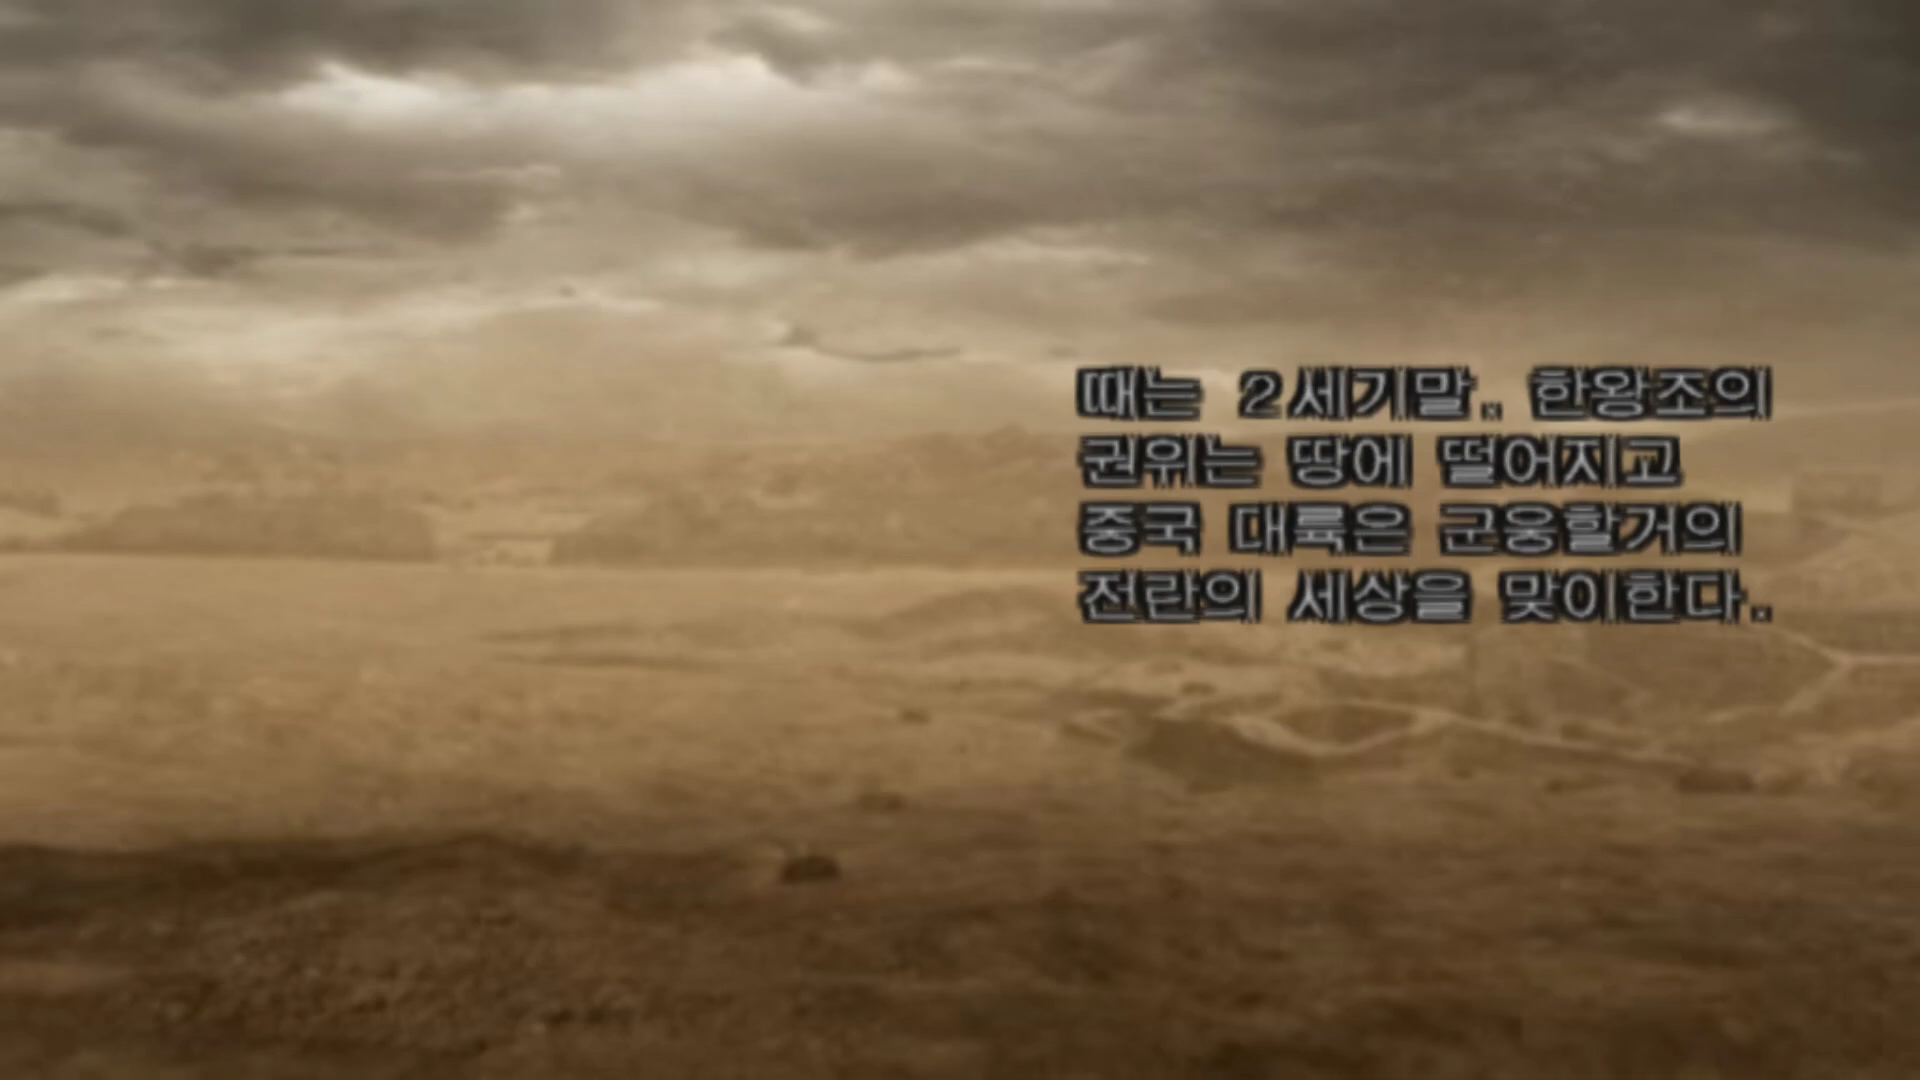 때는 2세기말. 한왕조의
권위는 땅에 떨어지고
중국 대륙은 군웅할거의
전란의 세상을 맞이한다.